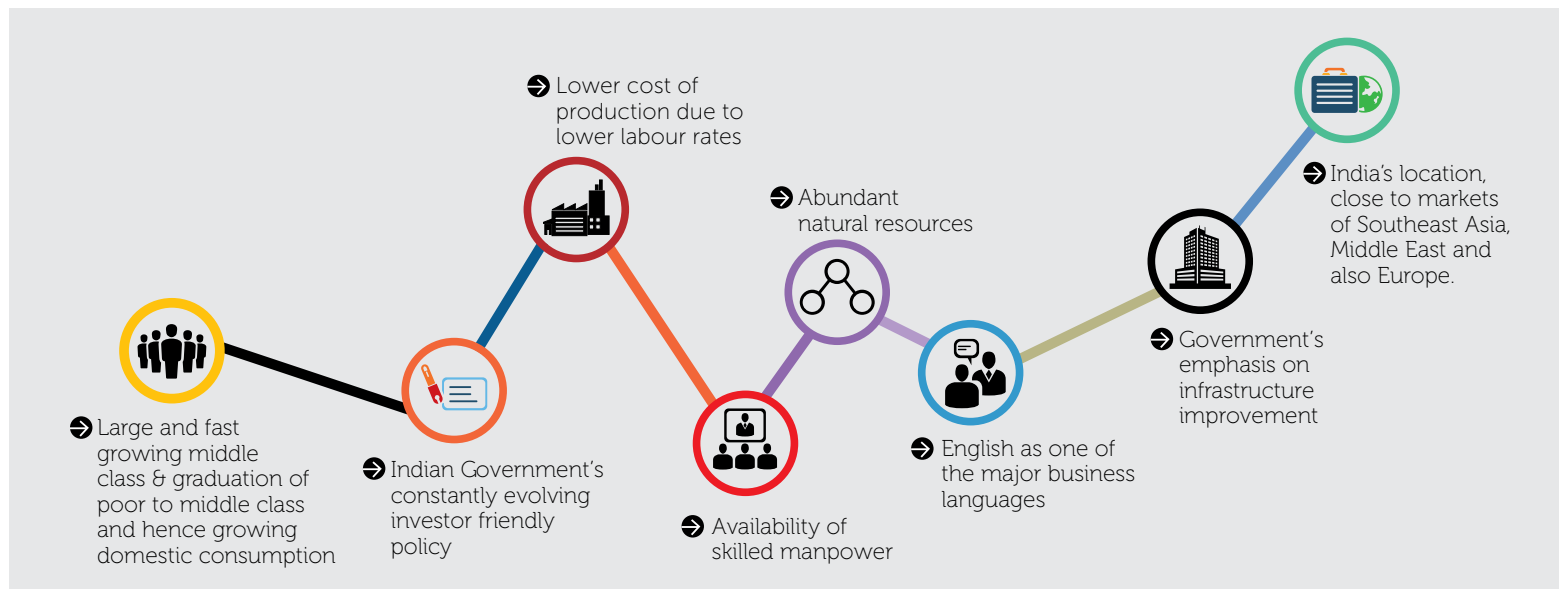 Large and fast
growing middle
class & graduation of
poor to middle class
and hence growing
domestic consumption
Indian Government's
constantly evolving
investor friendly
policy
Lower cost of
production due to
lower labour rates
Availability of
skilled manpower
Abundant
natural resources
English as one of
the major business
languages
Government's
emphasis on
infrastructure
improvement
India's location,
close to markets
of Southeast Asia,
Middle East and
also Europe.